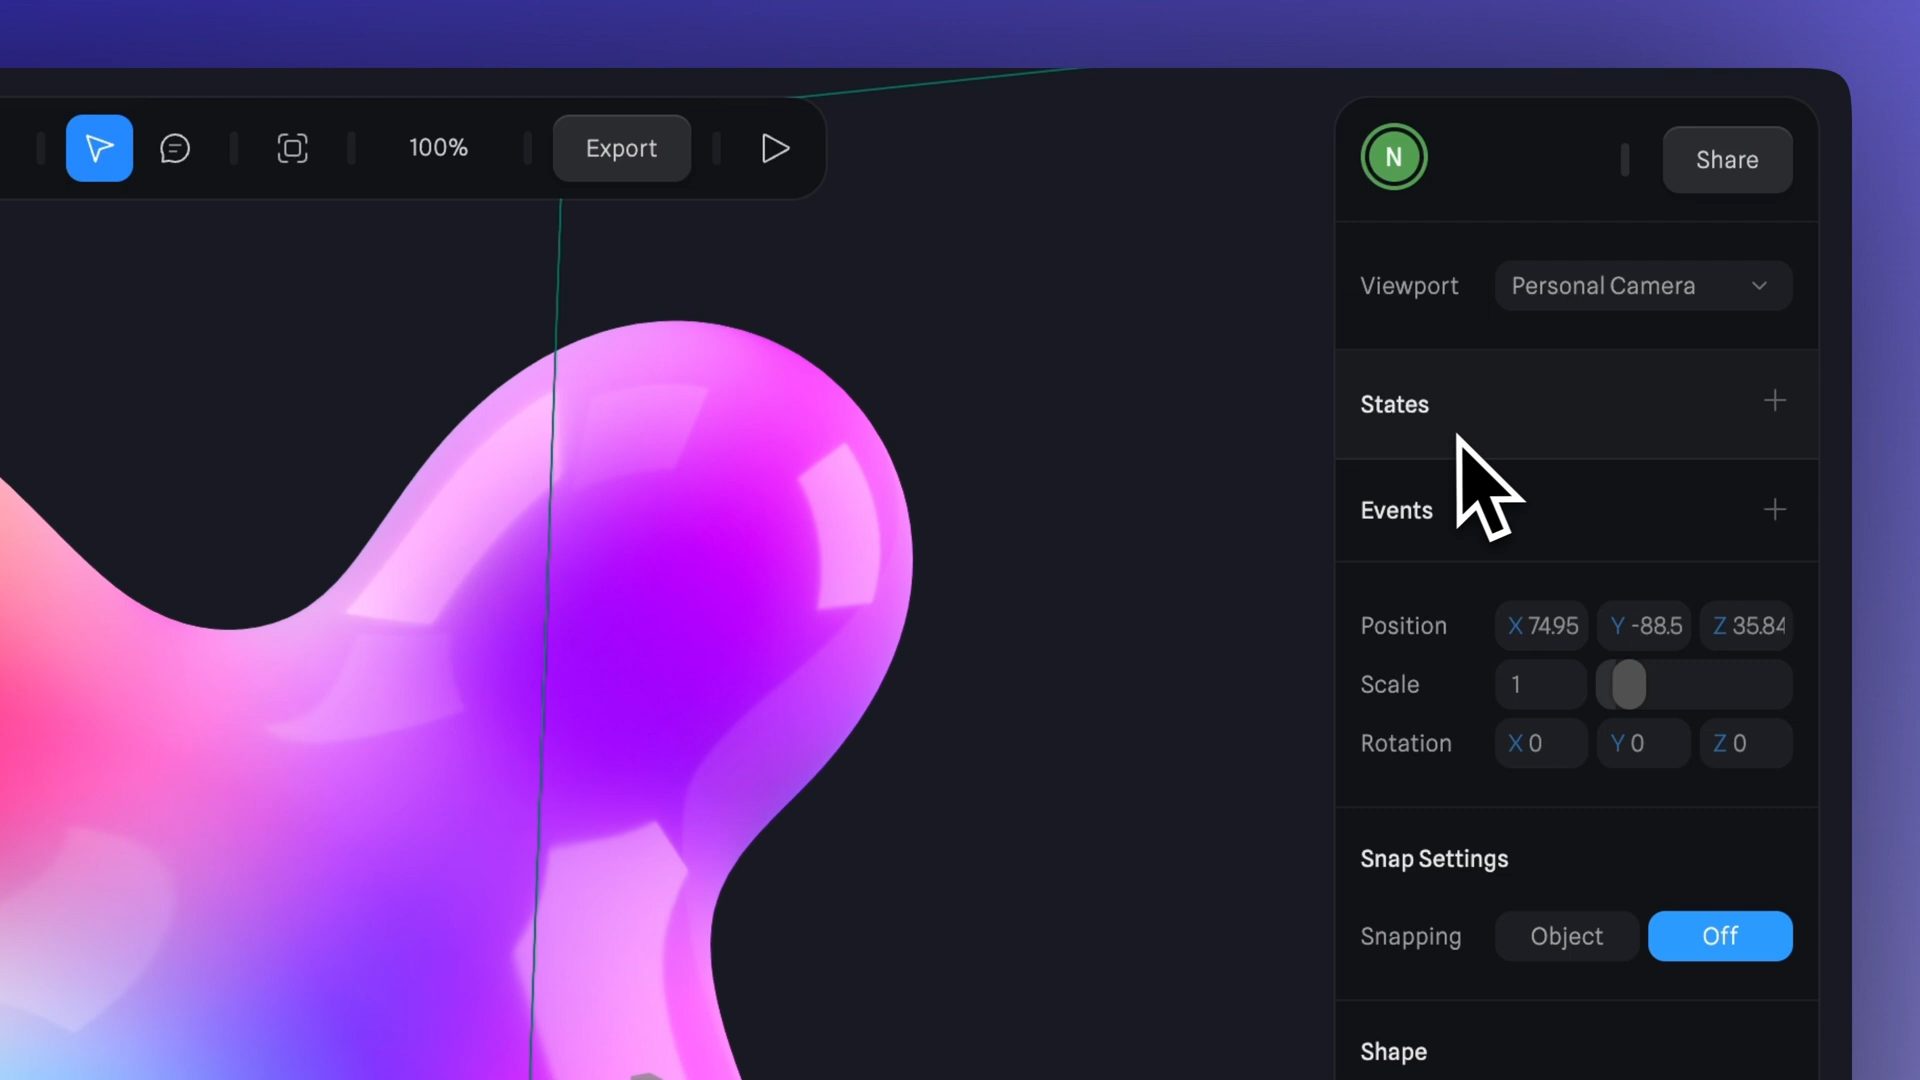 100%
Export
N
Share
Viewport
Personal Camera
States
Events
Position
X 74.95
Y -88.5
Z 35.84
Scale
1
Rotation
X 0
Y 0
Z 0
Snap Settings
Snapping
Object
Off
Shape